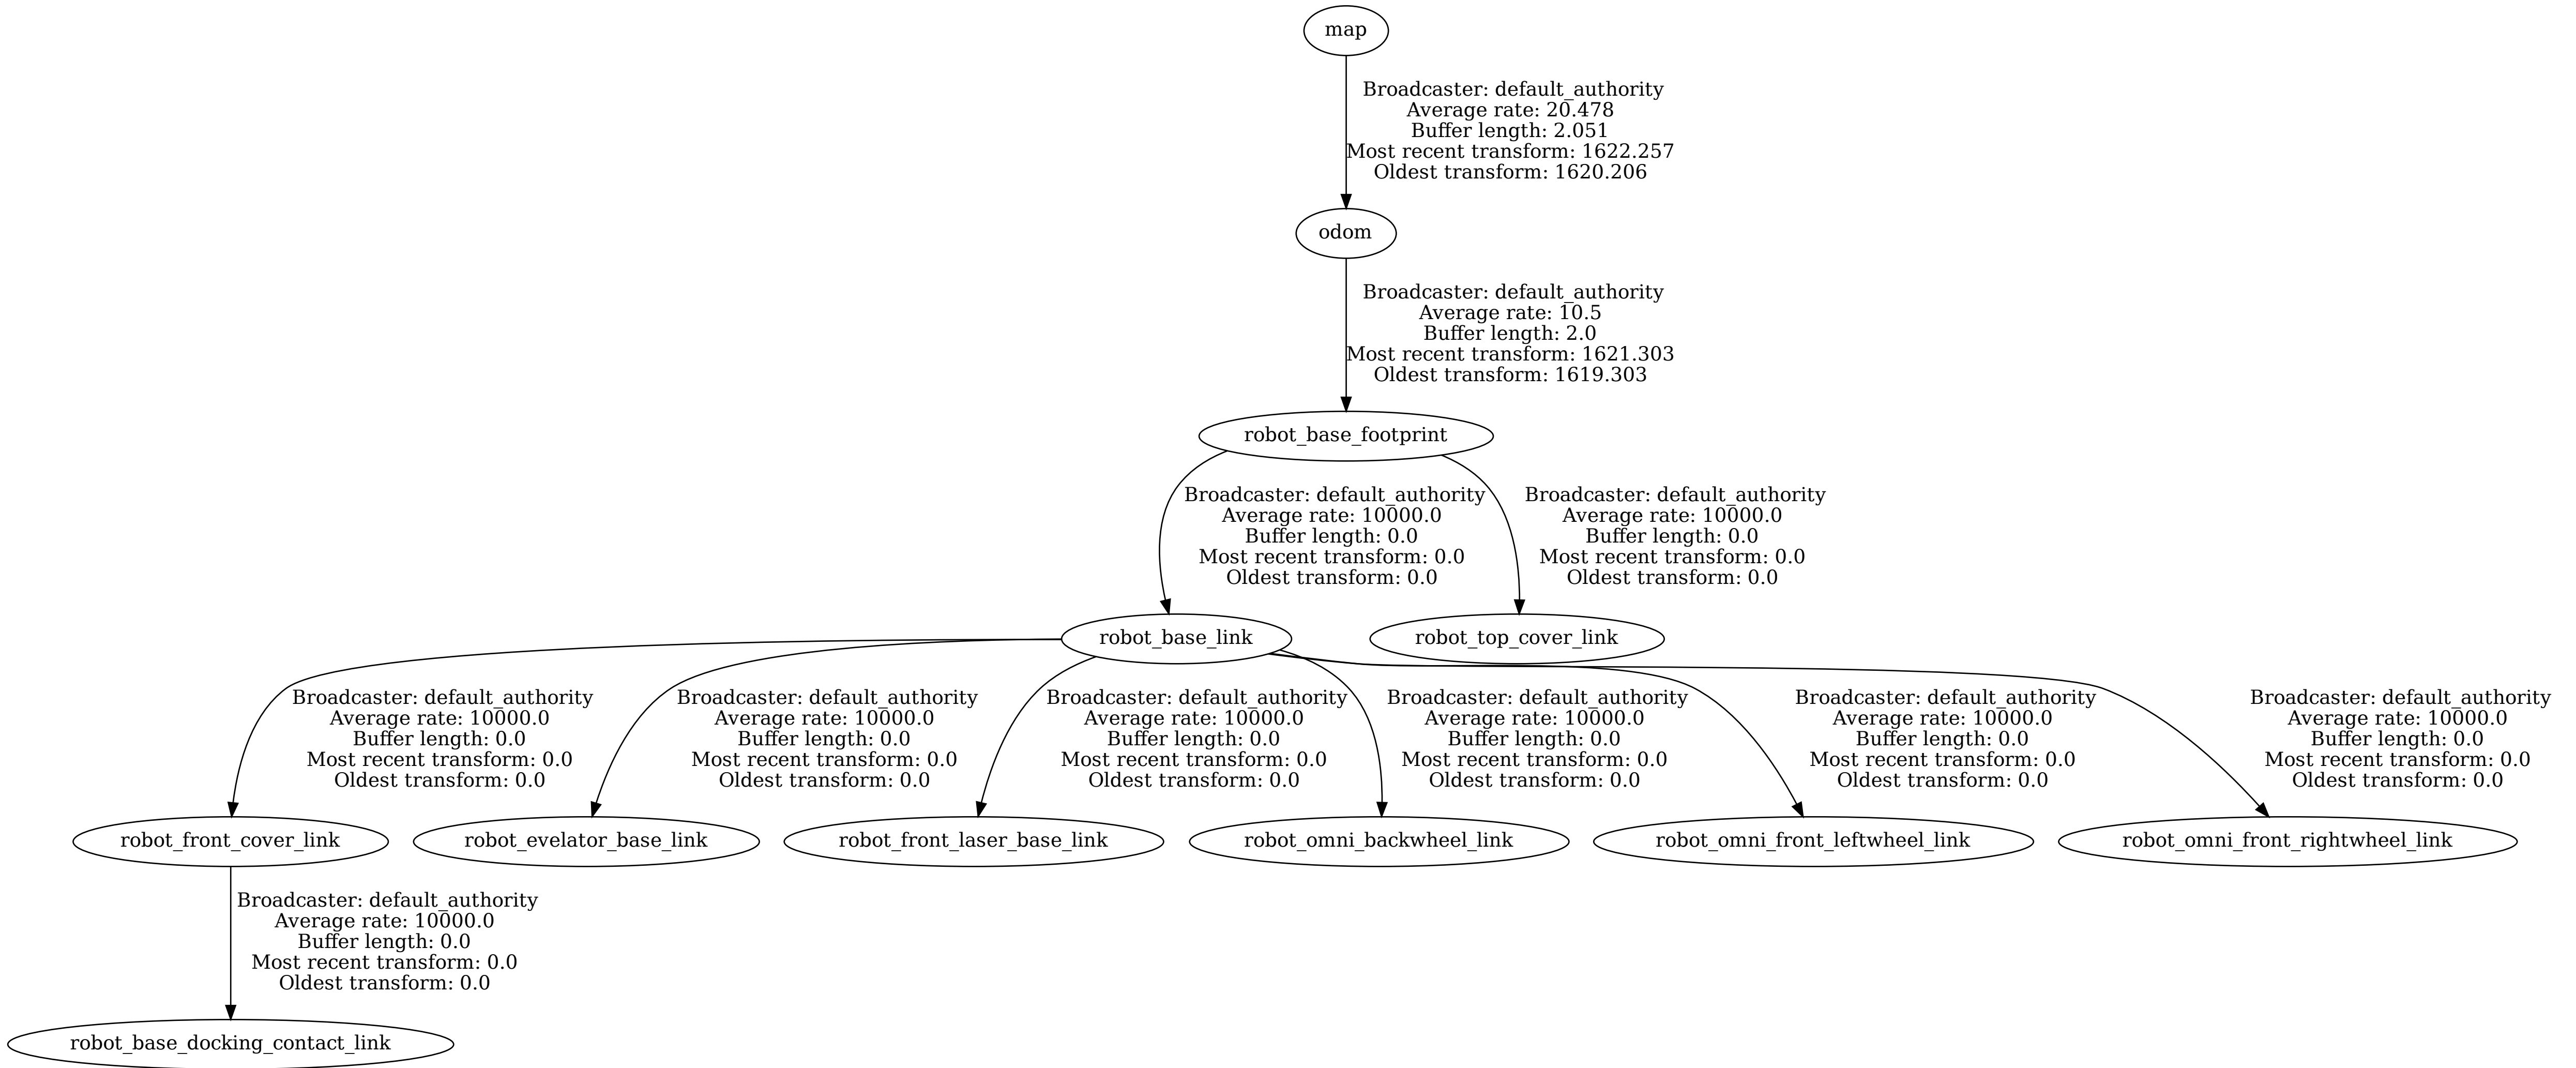 map
Broadcaster: default_authority
Average rate: 20.478
Buffer length: 2.051
Most recent transform: 1622.257
Oldest transform: 1620.206
odom
Broadcaster: default_authority
Average rate: 10.5
Buffer length: 2.0
Most recent transform: 1621.303
Oldest transform: 1619.303
robot_base_footprint
Broadcaster: default_authority
Average rate: 10000.0
Buffer length: 0.0
Most recent transform: 0.0
Oldest transform: 0.0
Broadcaster: default_authority
Average rate: 10000.0
Buffer length: 0.0
Most recent transform: 0.0
Oldest transform: 0.0
robot_base_link
robot_top_cover_link
Broadcaster: default_authority
Average rate: 10000.0
Buffer length: 0.0
Most recent transform: 0.0
Oldest transform: 0.0
Broadcaster: default_authority
Average rate: 10000.0
Buffer length: 0.0
Most recent transform: 0.0
Oldest transform: 0.0
Broadcaster: default_authority
Average rate: 10000.0
Buffer length: 0.0
Most recent transform: 0.0
Oldest transform: 0.0
Broadcaster: default_authority
Average rate: 10000.0
Buffer length: 0.0
Most recent transform: 0.0
Oldest transform: 0.0
Broadcaster: default_authority
Average rate: 10000.0
Buffer length: 0.0
Most recent transform: 0.0
Oldest transform: 0.0
Broadcaster: default_authority
Average rate: 10000.0
Buffer length: 0.0
Most recent transform: 0.0
Oldest transform: 0.0
robot_front_cover_link
robot_evelator_base_link
robot_front_laser_base_link
robot_omni_backwheel_link
robot_omni_front_leftwheel_link
robot_omni_front_rightwheel_link
Broadcaster: default_authority
Average rate: 10000.0
Buffer length: 0.0
Most recent transform: 0.0
Oldest transform: 0.0
robot_base_docking_contact_link